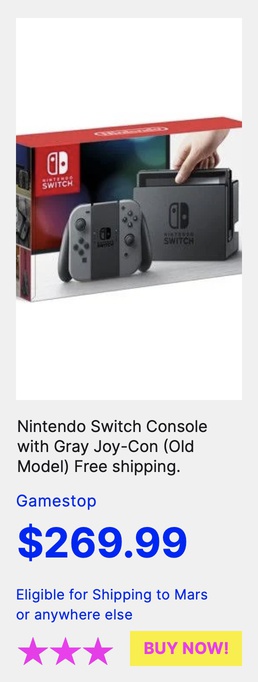 Nintendo
NINTENDO
SWITCH
NINTENDO
SWITCH
Nintendo Switch Console
with Gray Joy-Con (Old
Model) Free shipping.
Gamestop
$269.99
Eligible for Shipping to Mars
or anywhere else
BUY NOW!